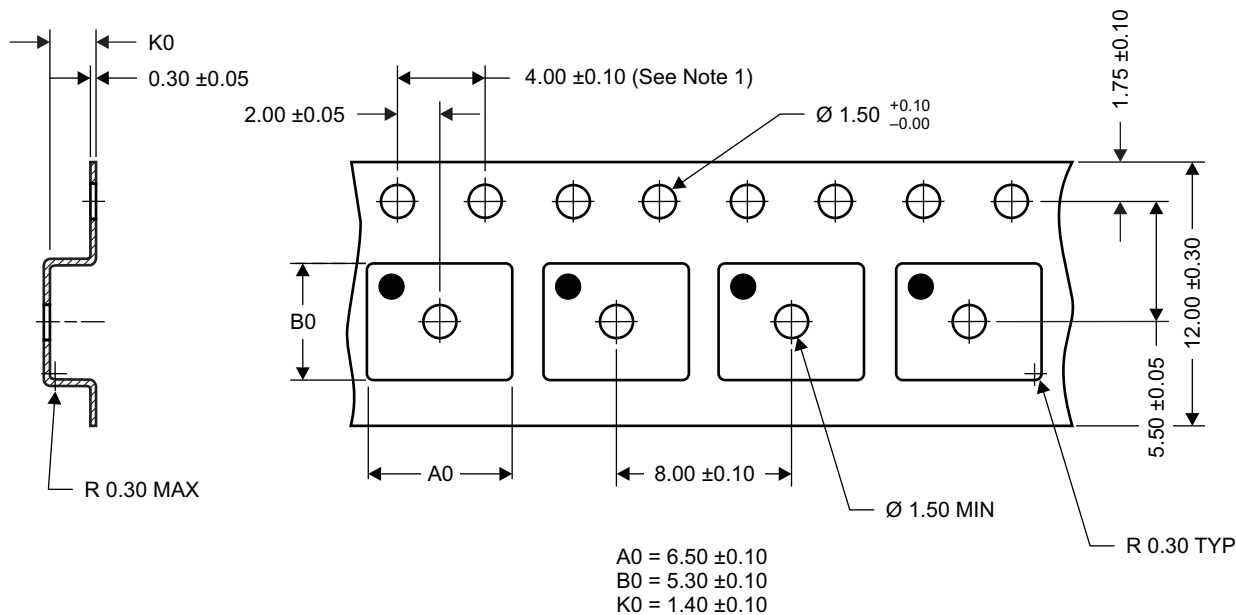 K0
0.30 ±0.05
4.00 ±0.10 (See Note 1)
2.00 ±0.05
Ø 1.50 +0.10 –0.00
1.75 ±0.10
B0
12.00 ±0.30
5.50 ±0.05
A0
8.00 ±0.10
R 0.30 MAX
Ø 1.50 MIN
R 0.30 TYP
A0 = 6.50 ±0.10
B0 = 5.30 ±0.10
K0 = 1.40 ±0.10